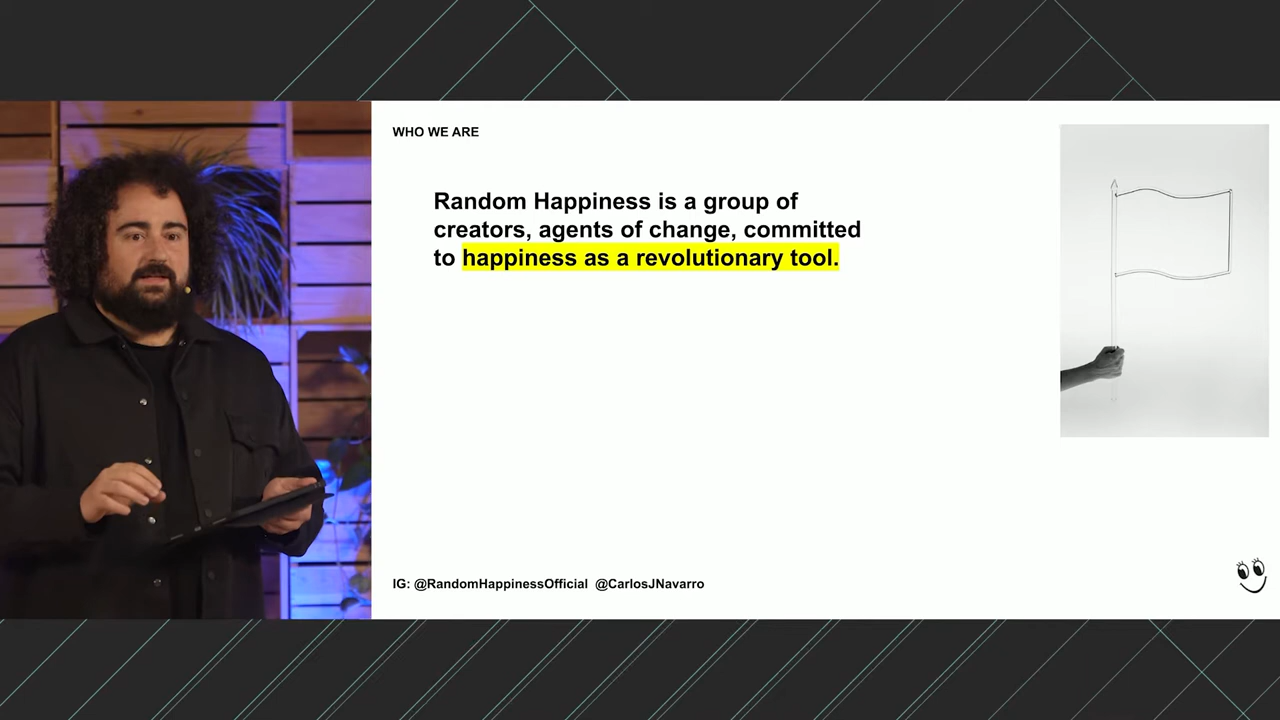 WHO WE ARE
Random Happiness is a group of
creators, agents of change, committed
to happiness as a revolutionary tool.
IG: @RandomHappinessOfficial @CarlosJNavarro